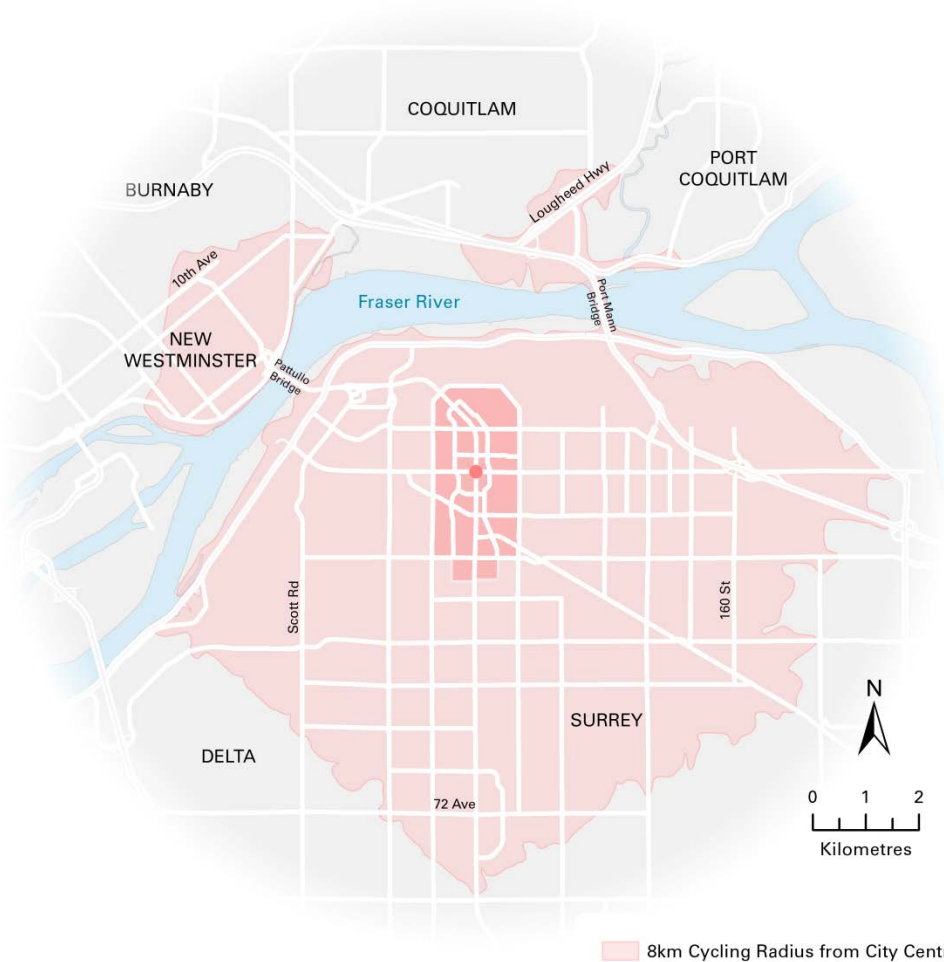 COQUITLAM
PORT
COQUITLAM
BURNABY
Lougheed Hwy
10th Ave
Fraser River
Port Mann
Bridge
NEW
WESTMINSTER
Pattullo
Bridge
Scott Rd
160 St
N
SURREY
DELTA
72 Ave
0 1 2
Kilometres
8km Cycling Radius from City Cent